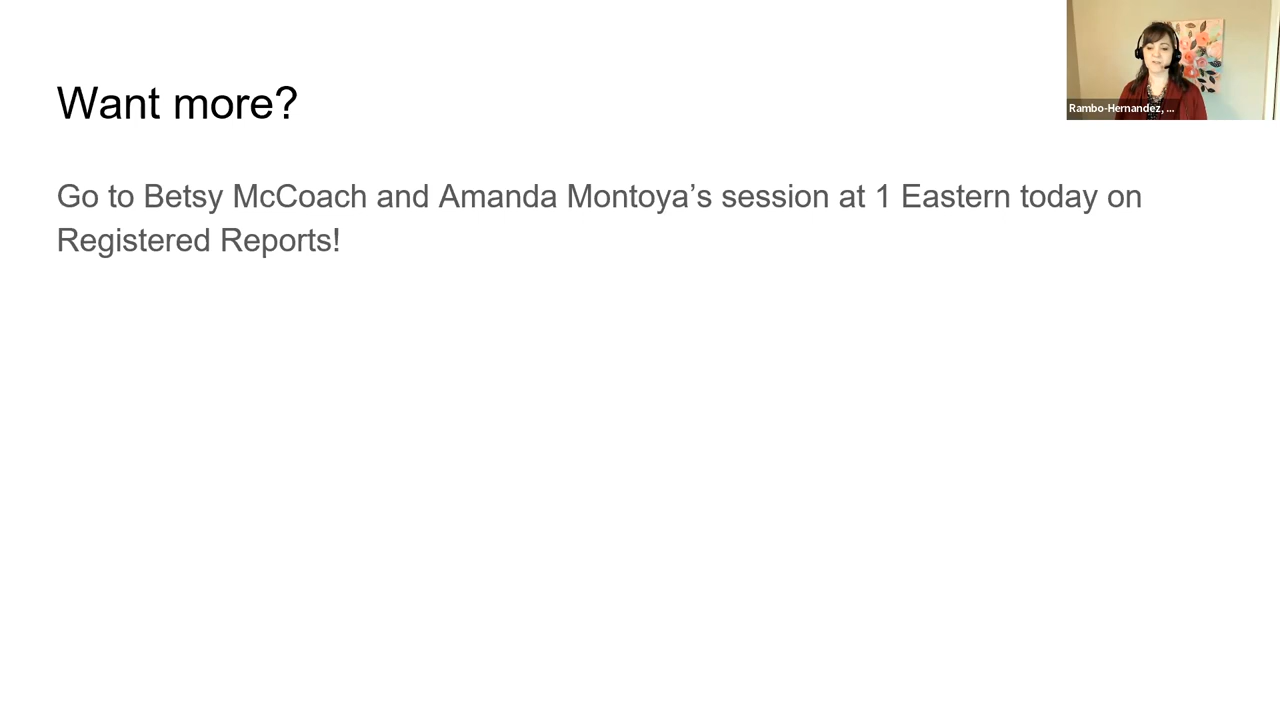 Want more?
Rambo-Hernandez, ...
Go to Betsy McCoach and Amanda Montoya’s session at 1 Eastern today on
Registered Reports!